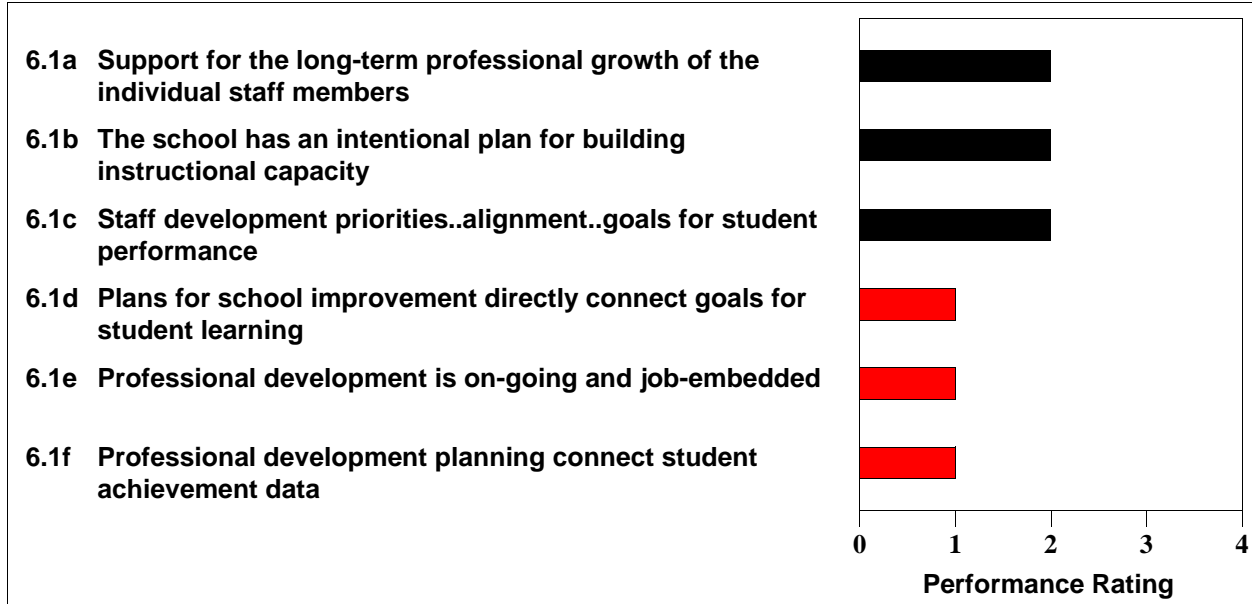 6.1a Support for the long-term professional growth of the
individual staff members
6.1b The school has an intentional plan for building
instructional capacity
6.1c Staff development priorities..alignment..goals for student
performance
6.1d Plans for school improvement directly connect goals for
student learning
6.1e Professional development is on-going and job-embedded
6.1f Professional development planning connect student
achievement data
0 1 2 3 4
Performance Rating